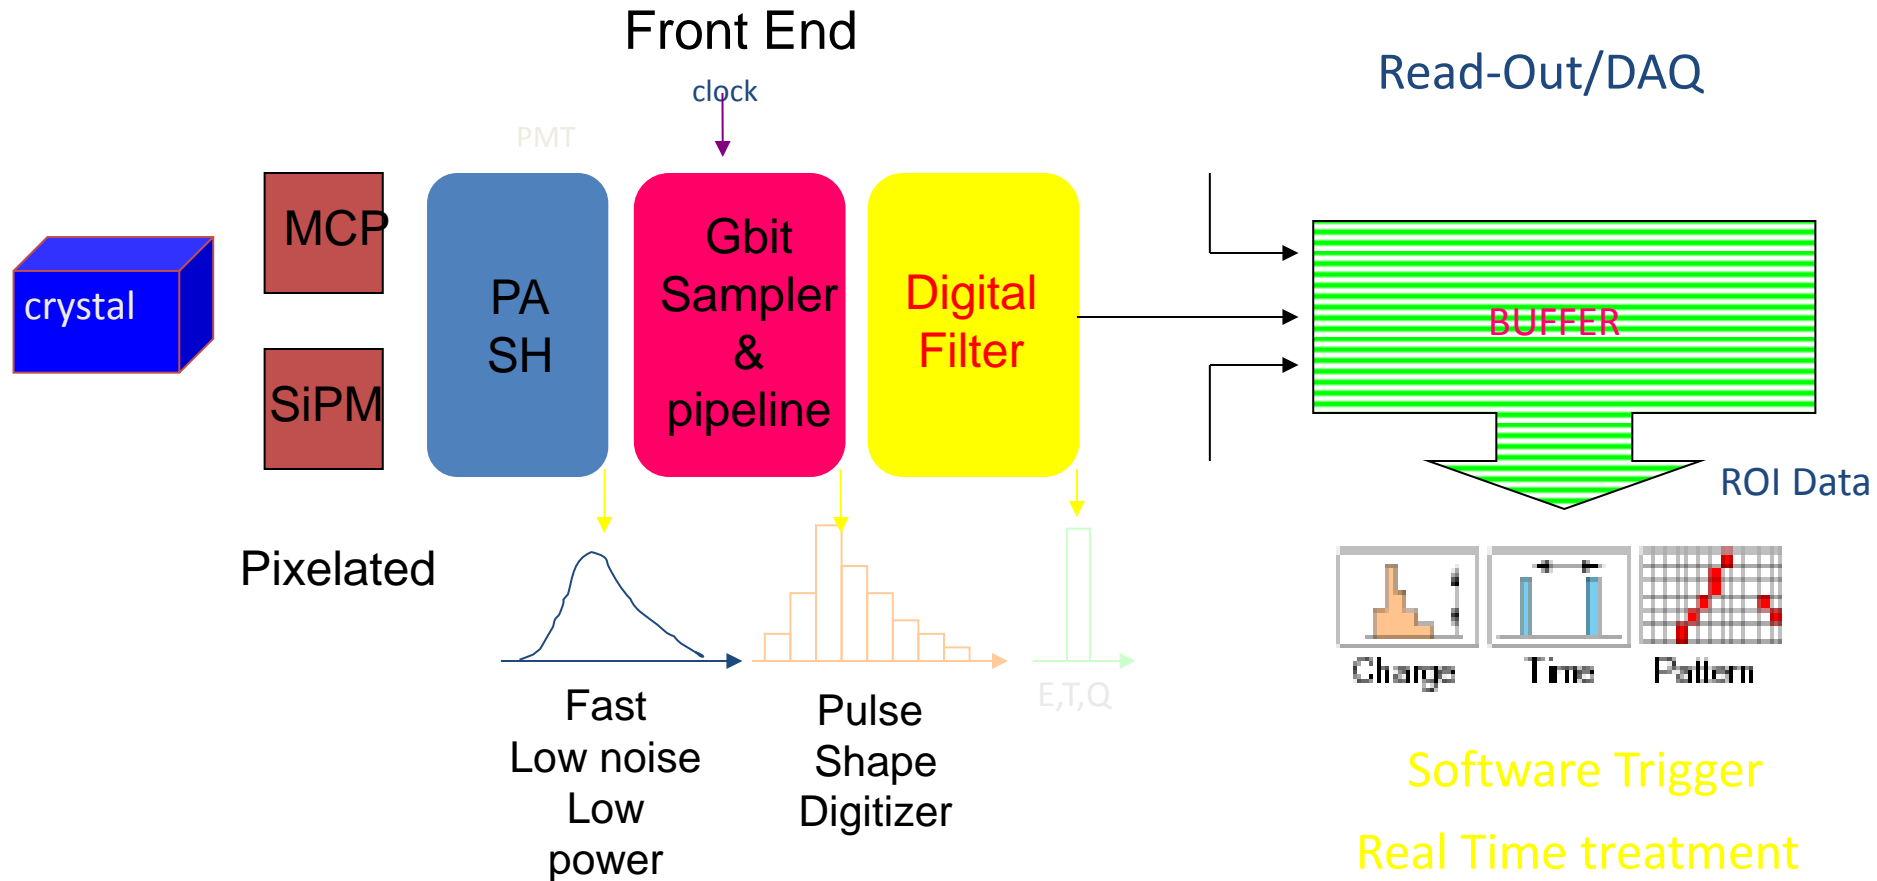 Front End
clock
Read-Out/DAQ
PMT
MCP
SiPM
crystal
PA
SH
Gbit
Sampler
&
pipeline
Digital
Filter
BUFFER
ROI Data
Pixelated
Fast
Low noise
Low
power
Pulse
Shape
Digitizer
E,T,Q
Charge
Time
Pattern
Software Trigger
Real Time treatment